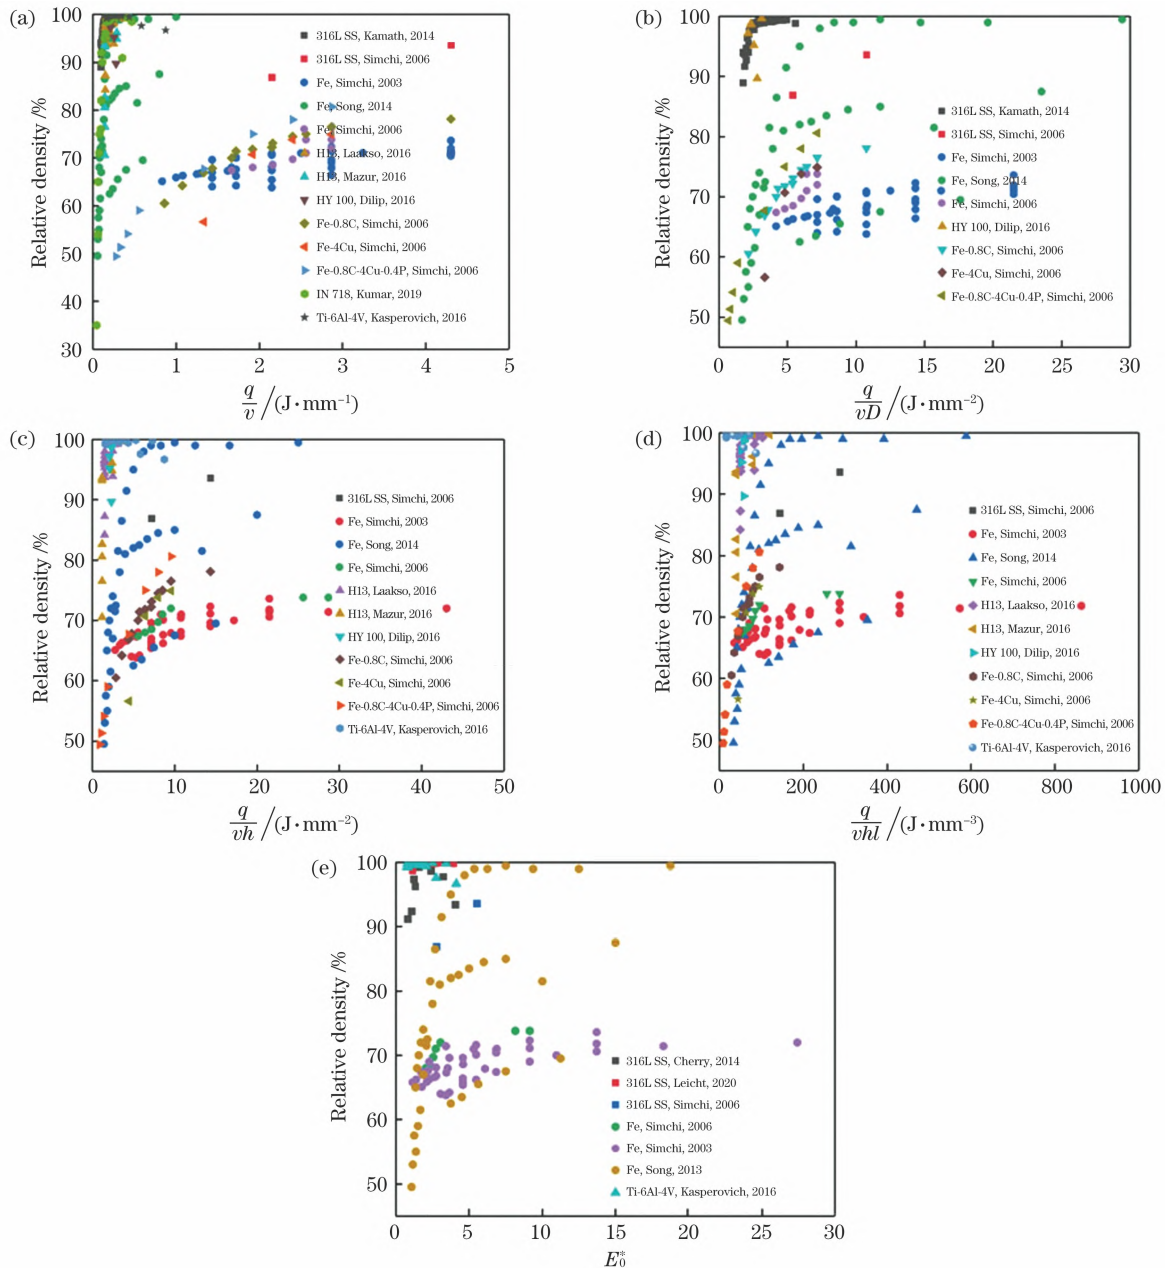 (a)
100
90
80
70
60
50
40
30
Relative density /%
316L SS, Kamath, 2014
316L SS, Simchi, 2006
Fe, Simchi, 2003
Fe, Song, 2014
Fe, Simchi, 2006
H13, Laakso, 2016
H13, Mazur, 2016
HY 100, Dilip, 2016
Fe-0.8C, Simchi, 2006
Fe-4Cu, Simchi, 2006
Fe-0.8C-4Cu-0.4P, Simchi, 2006
IN 718, Kumar, 2019
Ti-6Al-4V, Kasperovich, 2016
0 1 2 3 4 5
q/v /(J·mm⁻¹)
(b)
100
90
80
70
60
50
Relative density /%
316L SS, Kamath, 2014
316L SS, Simchi, 2006
Fe, Simchi, 2003
Fe, Song, 2014
Fe, Simchi, 2006
HY 100, Dilip, 2016
Fe-0.8C, Simchi, 2006
Fe-4Cu, Simchi, 2006
Fe-0.8C-4Cu-0.4P, Simchi, 2006
0 5 10 15 20 25 30
q/vD /(J·mm⁻²)
(c)
100
90
80
70
60
50
Relative density /%
316L SS, Simchi, 2006
Fe, Simchi, 2003
Fe, Song, 2014
Fe, Simchi, 2006
H13, Laakso, 2016
H13, Mazur, 2016
HY 100, Dilip, 2016
Fe-0.8C, Simchi, 2006
Fe-4Cu, Simchi, 2006
Fe-0.8C-4Cu-0.4P, Simchi, 2006
Ti-6Al-4V, Kasperovich, 2016
0 10 20 30 40 50
q/vh /(J·mm⁻²)
(d)
100
90
80
70
60
50
Relative density /%
316L SS, Simchi, 2006
Fe, Simchi, 2003
Fe, Song, 2014
Fe, Simchi, 2006
H13, Laakso, 2016
H13, Mazur, 2016
HY 100, Dilip, 2016
Fe-0.8C, Simchi, 2006
Fe-4Cu, Simchi, 2006
Fe-0.8C-4Cu-0.4P, Simchi, 2006
Ti-6Al-4V, Kasperovich, 2016
0 200 400 600 800 1000
q/vhl /(J·mm⁻³)
(e)
100
90
80
70
60
50
Relative density /%
316L SS, Cherry, 2014
316L SS, Leicht, 2020
316L SS, Simchi, 2006
Fe, Simchi, 2006
Fe, Simchi, 2003
Fe, Song, 2013
Ti-6Al-4V, Kasperovich, 2016
0 5 10 15 20 25 30
E₀*